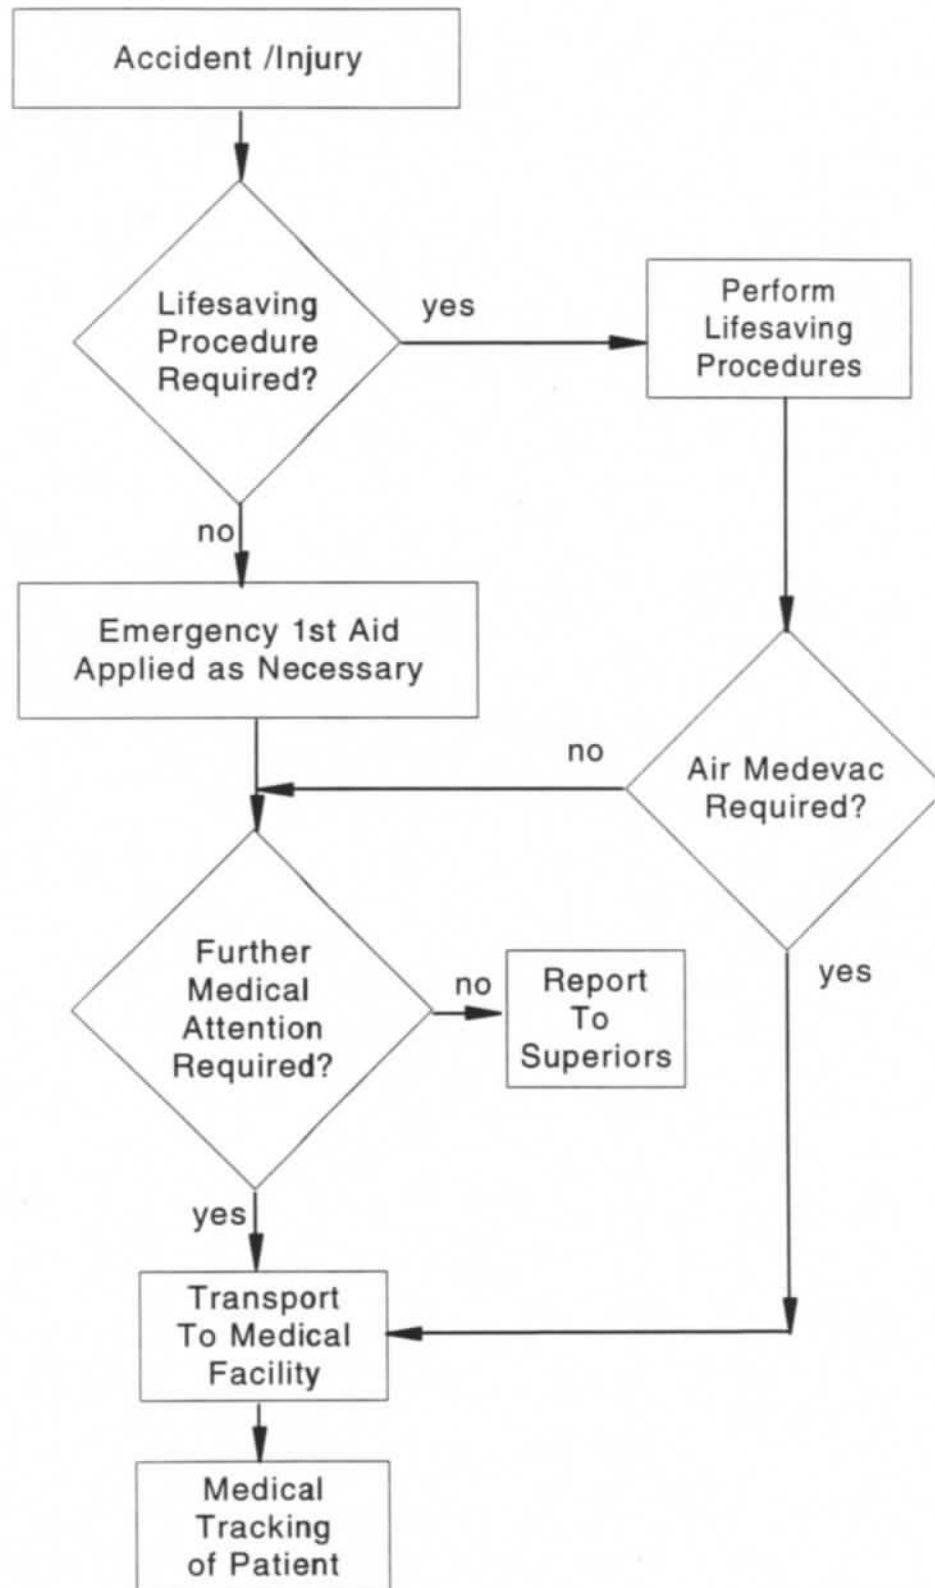 Accident /Injury
Lifesaving
Procedure
Required?
yes
Perform
Lifesaving
Procedures
no
Emergency 1st Aid
Applied as Necessary
no
Air Medevac
Required?
Further
Medical
Attention
Required?
no
Report
To
Superiors
yes
yes
Transport
To Medical
Facility
Medical
Tracking
of Patient